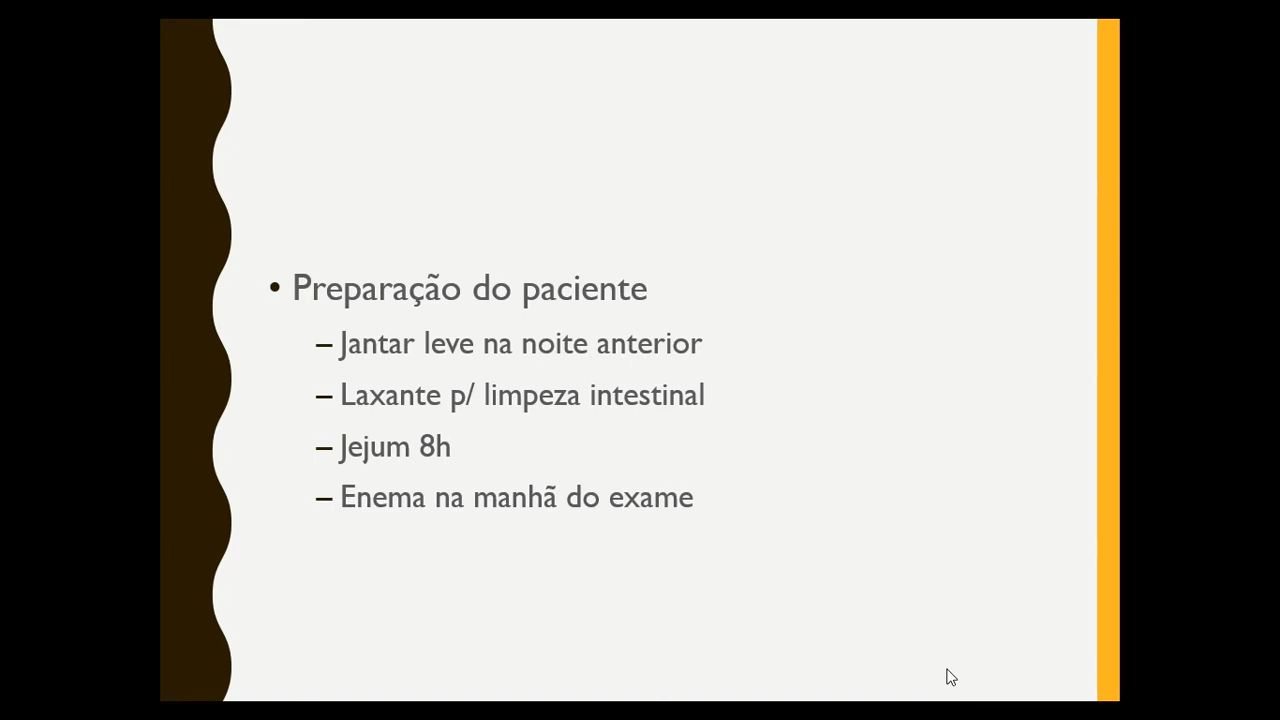 • Preparação do paciente
– Jantar leve na noite anterior
– Laxante p/ limpeza intestinal
– Jejum 8h
– Enema na manhã do exame